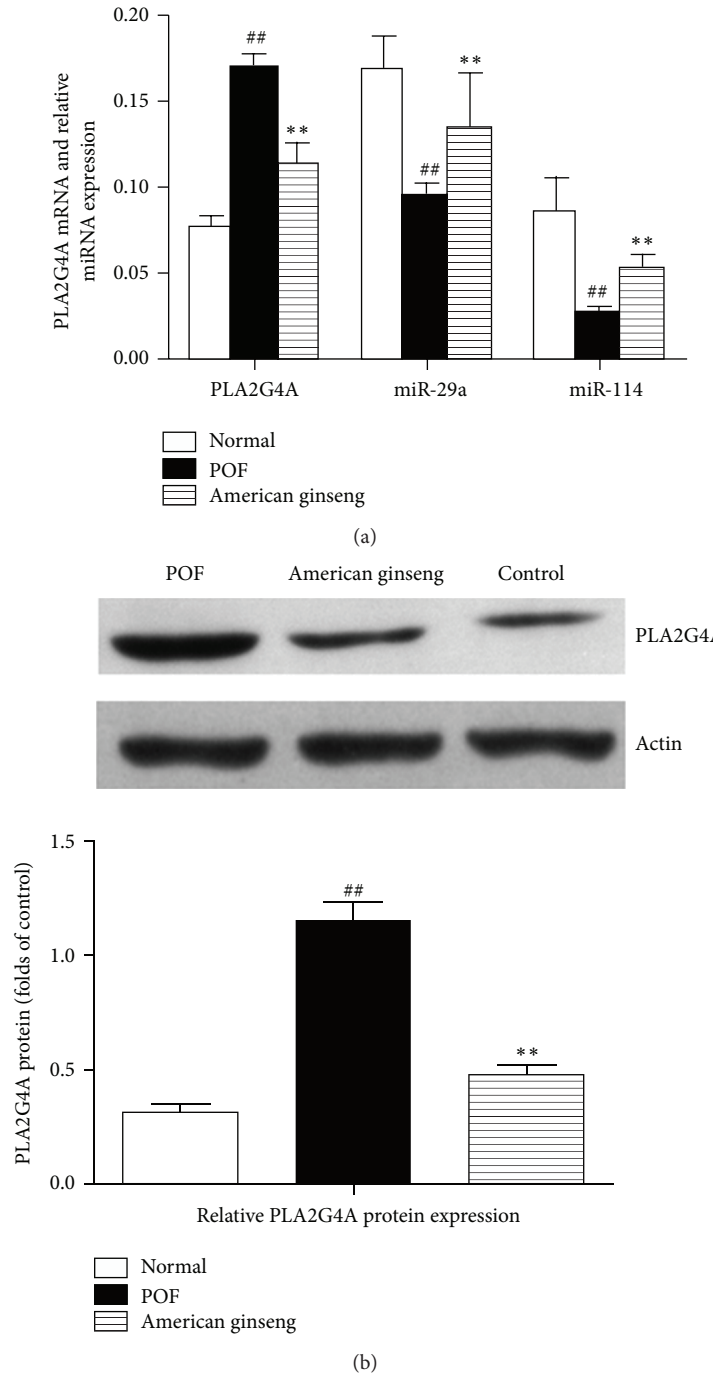 PLA2G4A mRNA and relative
miRNA expression
0.20
0.15
0.10
0.05
0.00
##
**
##
**
##
**
PLA2G4A
miR-29a
miR-114
Normal
POF
American ginseng
(a)
POF
American ginseng
Control
PLA2G4A
Actin
PLA2G4A protein (folds of control)
1.5
1.0
0.5
0.0
##
**
Relative PLA2G4A protein expression
Normal
POF
American ginseng
(b)